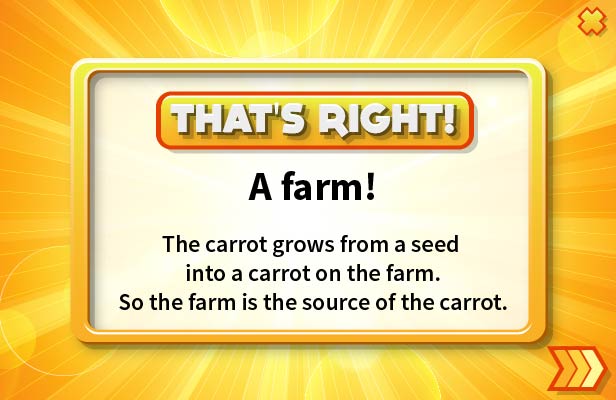 THAT'S RIGHT!
A farm!
The carrot grows from a seed
into a carrot on the farm.
So the farm is the source of the carrot.